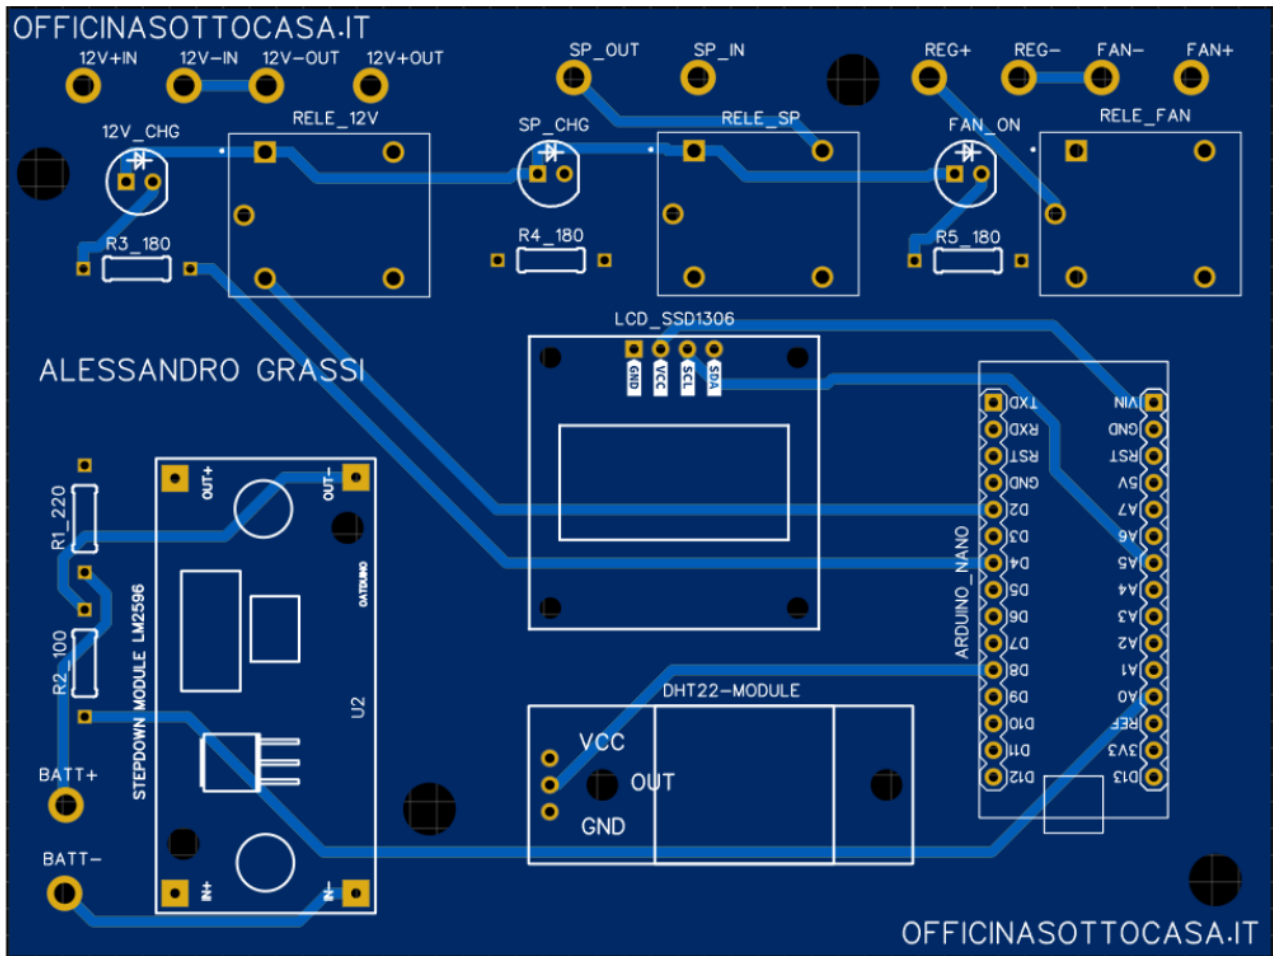 OFFICINASOTTOCASA.IT
12V+IN 12V-IN 12V-OUT 12V+OUT SP_OUT SP_IN REG+ REG- FAN- FAN+
12V_CHG RELE_12V SP_CHG RELE_SP FAN_ON RELE_FAN
R3_180 R4_180 R5_180
LCD_SSD1306
GND VCC SCL SDA
ALESSANDRO GRASSI
TXD VIN
RXD GND
RST RST
GND 5V
D2 A7
D3 A6
D4 A5
D5 A4
D6 A3
D7 A2
D8 A1
D9 A0
D10 REF
D11 3V3
D12 D13
ARDUINO_NANO
OUT+ OUT-
R1_220
R2_100
STEPDOWN MODULE LM2596
DATDUINO
U2
IN+ IN-
DHT22-MODULE
VCC
OUT
GND
BATT+
BATT-
OFFICINASOTTOCASA.IT